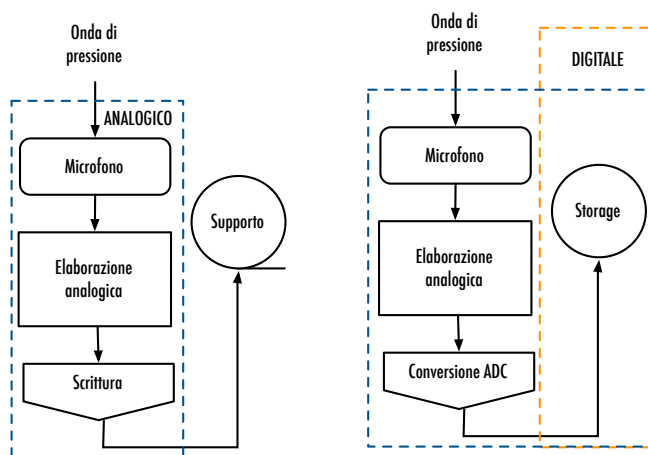 Onda di
pressione
ANALOGICO
Microfono
Elaborazione
analogica
Scrittura
Supporto
Onda di
pressione
DIGITALE
Microfono
Elaborazione
analogica
Conversione ADC
Storage